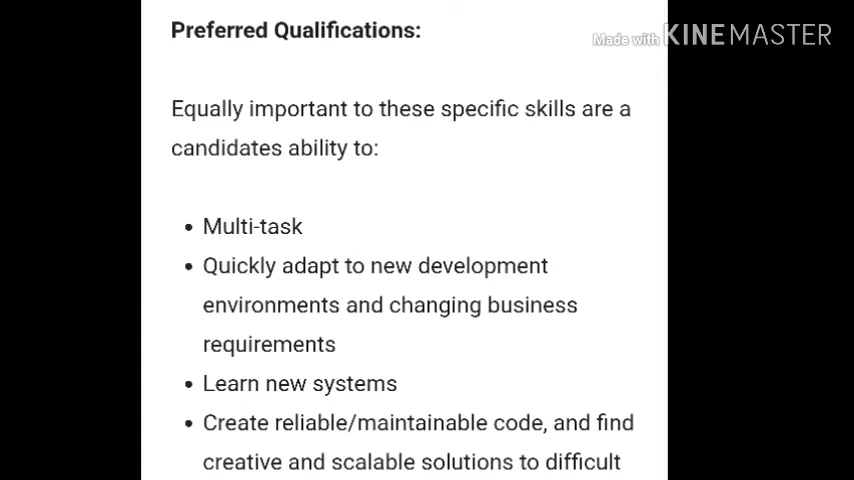 Preferred Qualifications:
Made with KINEMASTER
Equally important to these specific skills are a
candidates ability to:
• Multi-task
• Quickly adapt to new development
environments and changing business
requirements
• Learn new systems
• Create reliable/maintainable code, and find
creative and scalable solutions to difficult